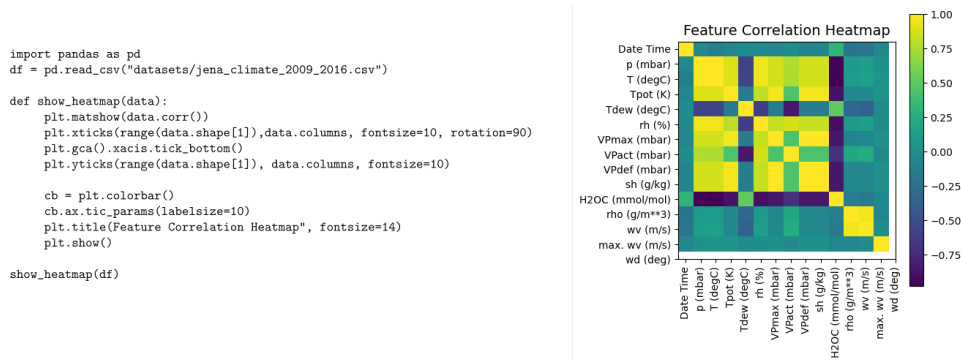 import pandas as pd
df = pd.read_csv("datasets/jena_climate_2009_2016.csv")
def show_heatmap(data):
plt.matshow(data.corr())
plt.xticks(range(data.shape[1]),data.columns, fontsize=10, rotation=90)
plt.gca().xacis.tick_bottom()
plt.yticks(range(data.shape[1]), data.columns, fontsize=10)
cb = plt.colorbar()
cb.ax.tic_params(labelsize=10)
plt.title(Feature Correlation Heatmap", fontsize=14)
plt.show()
show_heatmap(df)
Feature Correlation Heatmap
Date Time
p (mbar)
T (degC)
Tpot (K)
Tdew (degC)
rh (%)
VPmax (mbar)
VPact (mbar)
VPdef (mbar)
sh (g/kg)
H2OC (mmol/mol)
rho (g/m**3)
wv (m/s)
max. wv (m/s)
wd (deg)
Date Time
p (mbar)
T (degC)
Tpot (K)
Tdew (degC)
rh (%)
VPmax (mbar)
VPact (mbar)
VPdef (mbar)
sh (g/kg)
H2OC (mmol/mol)
rho (g/m**3)
wv (m/s)
max. wv (m/s)
wd (deg)
1.00
0.75
0.50
0.25
0.00
−0.25
−0.50
−0.75